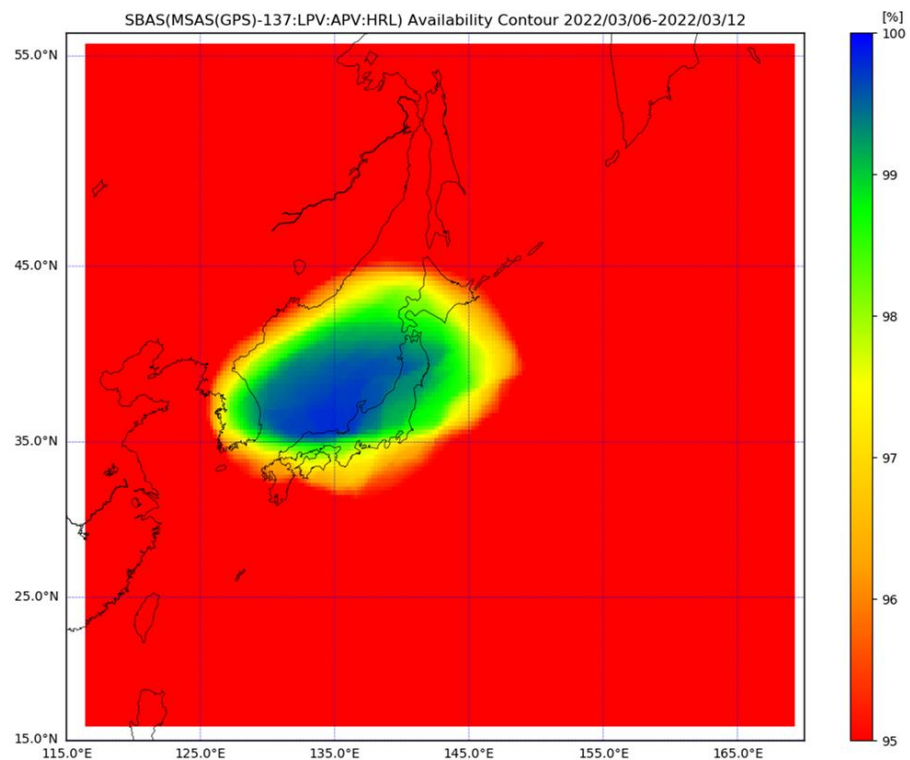 SBAS(MSAS(GPS)-137:LPV:APV:HRL) Availability Contour 2022/03/06-2022/03/12
[%]
100
99
98
97
96
95
55.0°N
45.0°N
35.0°N
25.0°N
15.0°N
115.0°E 125.0°E 135.0°E 145.0°E 155.0°E 165.0°E